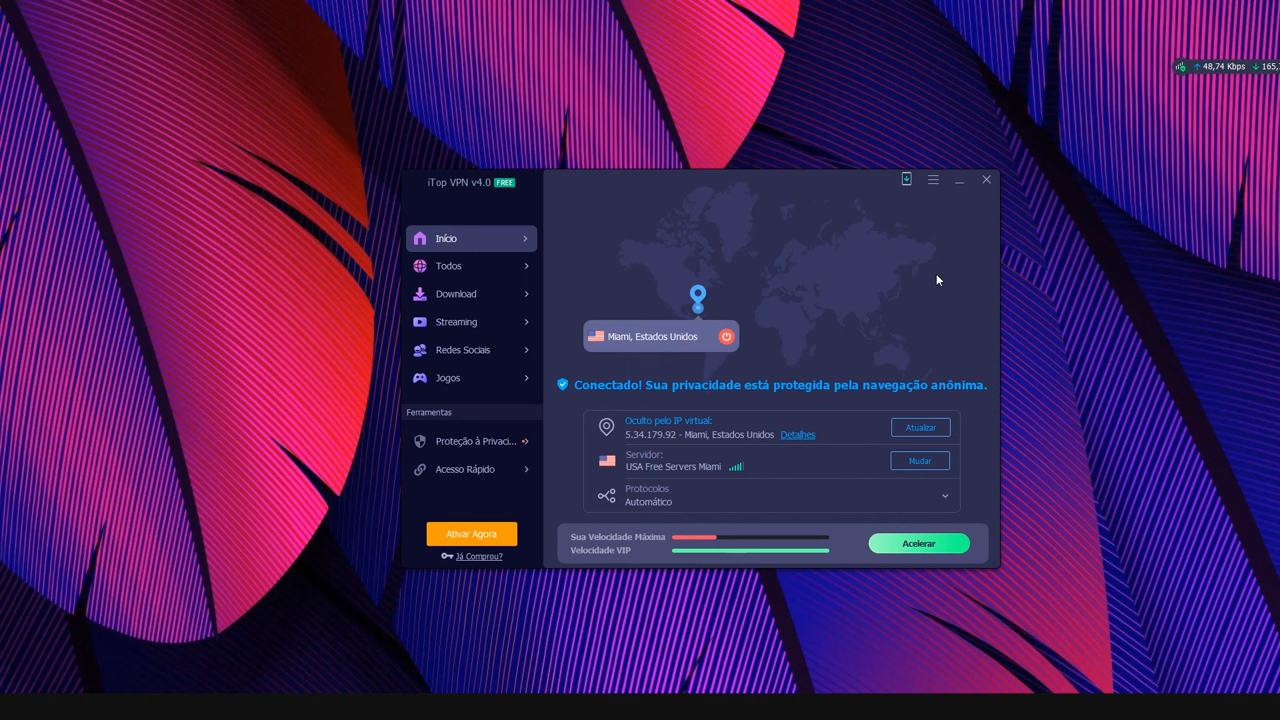 48,74 Kbps 165,
iTop VPN v4.0 FREE
Início
Todos
Download
Streaming
Redes Sociais
Jogos
Ferramentas
Proteção à Privaci...
Acesso Rápido
Ativar Agora
Já Comprou?
Miami, Estados Unidos
Conectado! Sua privacidade está protegida pela navegação anônima.
Oculto pelo IP virtual:
5.34.179.92 - Miami, Estados Unidos Detalhes
Atualizar
Servidor:
USA Free Servers Miami
Mudar
Protocolos
Automático
Sua Velocidade Máxima
Velocidade VIP
Acelerar